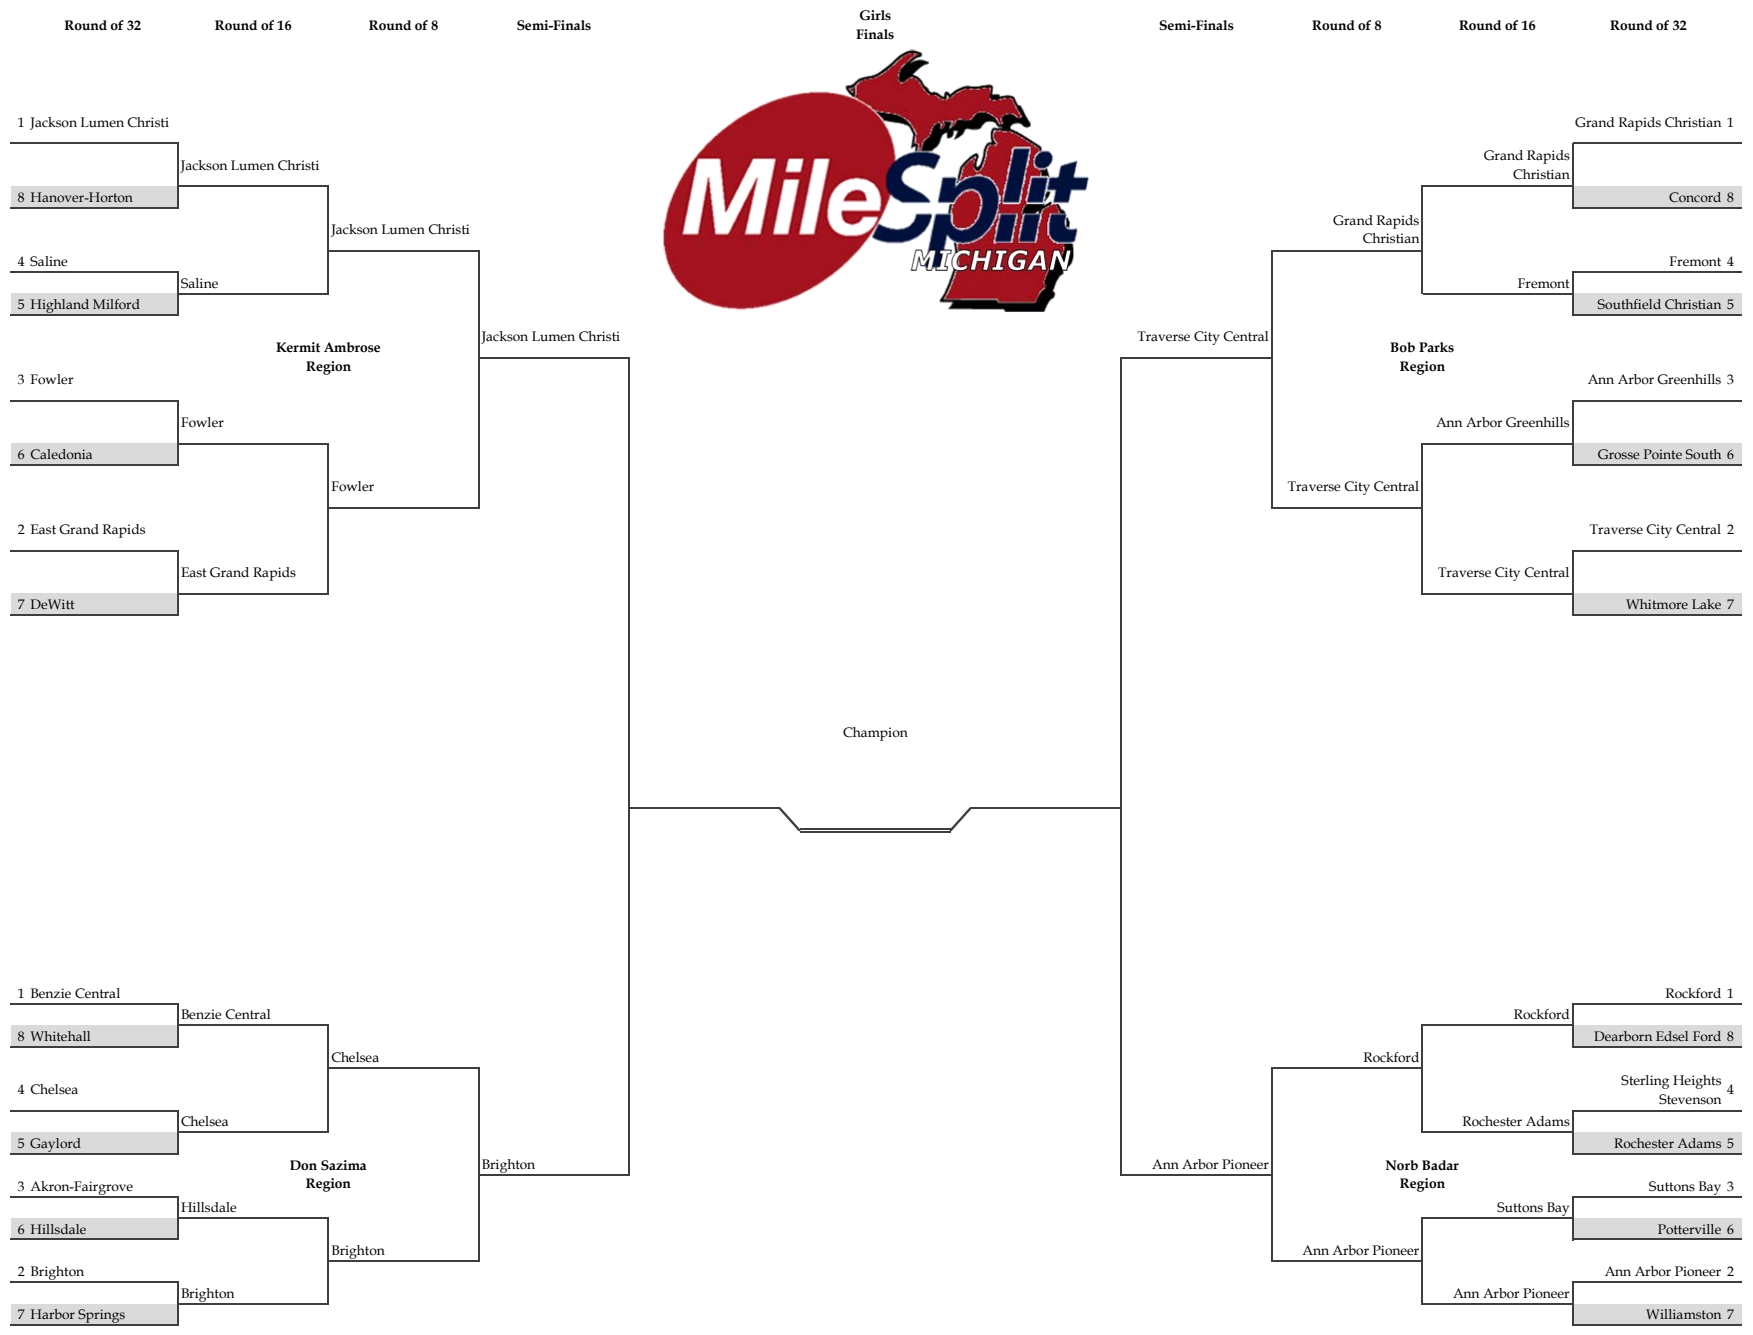 Round of 32
Round of 16
Round of 8
Semi-Finals
Girls
Finals
Semi-Finals
Round of 8
Round of 16
Round of 32
MileSplit
MICHIGAN
1 Jackson Lumen Christi
Jackson Lumen Christi
8 Hanover-Horton
Jackson Lumen Christi
4 Saline
Saline
5 Highland Milford
Jackson Lumen Christi
Kermit Ambrose
Region
3 Fowler
Fowler
6 Caledonia
Fowler
2 East Grand Rapids
East Grand Rapids
7 DeWitt
Grand Rapids Christian 1
Grand Rapids
Christian
Concord 8
Grand Rapids
Christian
Fremont 4
Fremont
Southfield Christian 5
Traverse City Central
Bob Parks
Region
Ann Arbor Greenhills 3
Ann Arbor Greenhills
Grosse Pointe South 6
Traverse City Central
Traverse City Central 2
Traverse City Central
Whitmore Lake 7
Champion
1 Benzie Central
Benzie Central
8 Whitehall
Chelsea
4 Chelsea
Chelsea
5 Gaylord
Brighton
Don Sazima
Region
3 Akron-Fairgrove
Hillsdale
6 Hillsdale
Brighton
2 Brighton
Brighton
7 Harbor Springs
Rockford 1
Rockford
Dearborn Edsel Ford 8
Rockford
Sterling Heights
Stevenson 4
Rochester Adams
Rochester Adams 5
Ann Arbor Pioneer
Norb Badar
Region
Suttons Bay 3
Suttons Bay
Potterville 6
Ann Arbor Pioneer
Ann Arbor Pioneer 2
Ann Arbor Pioneer
Williamston 7